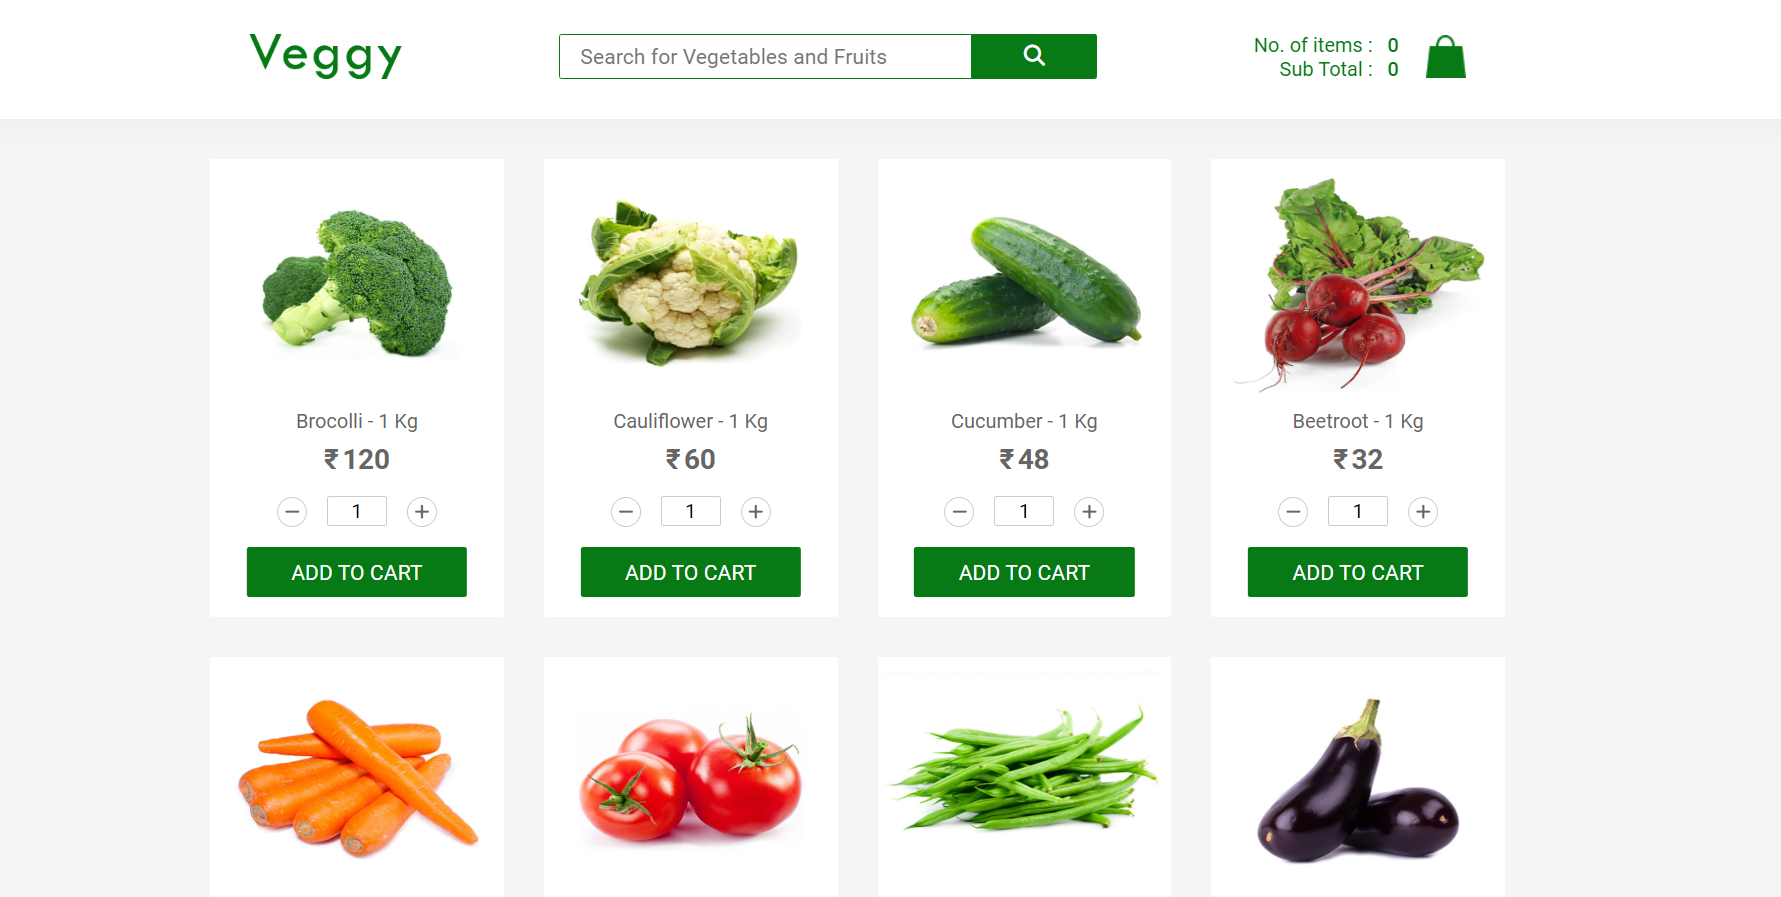 Veggy
Search for Vegetables and Fruits
No. of items : 0
Sub Total : 0
Brocolli - 1 Kg
₹ 120
− 1 +
ADD TO CART
Cauliflower - 1 Kg
₹ 60
− 1 +
ADD TO CART
Cucumber - 1 Kg
₹ 48
− 1 +
ADD TO CART
Beetroot - 1 Kg
₹ 32
− 1 +
ADD TO CART